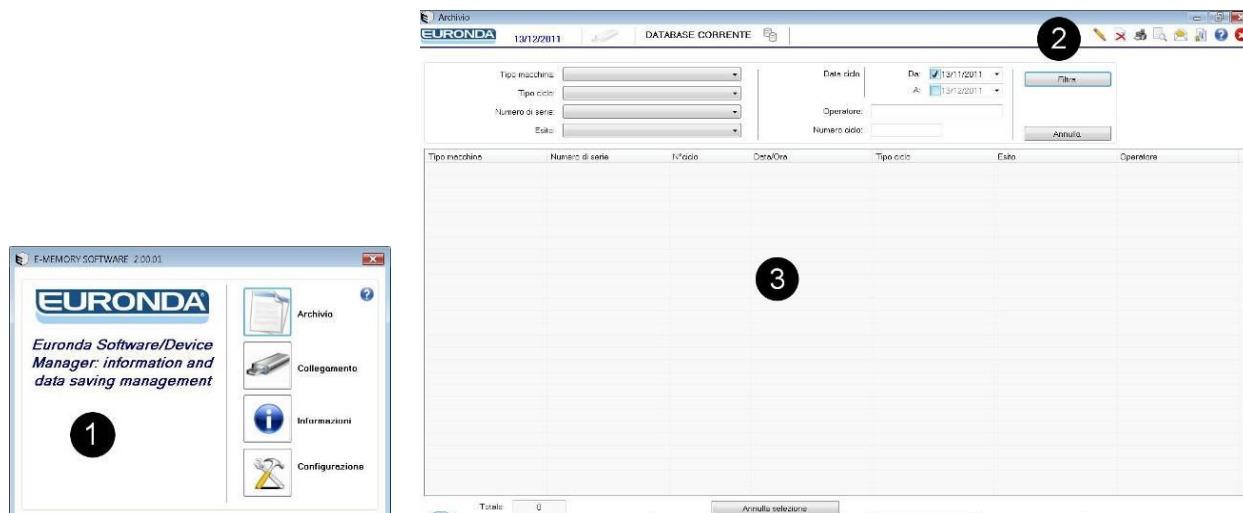 E-MEMORY SOFTWARE 2.00.01
EURONDA
Euronda Software/Device
Manager: information and
data saving management
1
Archivio
Collegamento
Informazioni
Configurazione
Archivio
EURONDA
13/12/2011
DATABASE CORRENTE
2
Tipo macchina:
Tipo ciclo:
Numero di serie:
Esito:
Data ciclo
Da: 13/11/2011
A: 13/12/2011
Operatore:
Numero ciclo:
Filtra
Annulla
Tipo macchina Numero di serie N°ciclo Data/Ora Tipo ciclo Esito Operatore
3
Totale 0
Annulla selezione